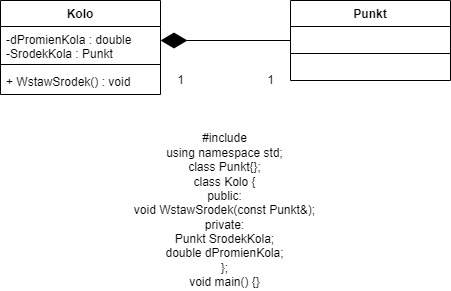 Kolo
-dPromienKola : double
-SrodekKola : Punkt
+ WstawSrodek() : void
Punkt
1
1
#include
using namespace std;
class Punkt{};
class Kolo {
public:
void WstawSrodek(const Punkt&);
private:
Punkt SrodekKola;
double dPromienKola;
};
void main() {}